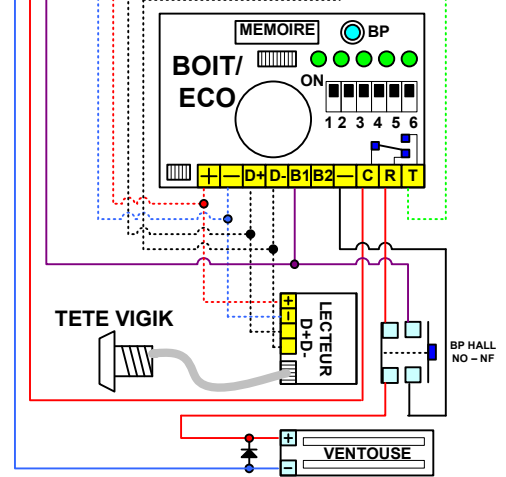 MEMOIRE
BP
BOIT/
ECO
ON
1 2 3 4 5 6
+ — D+ D- B1 B2 — C R T
TETE VIGIK
+
−
LECTEUR
D+D-
BP HALL
NO – NF
+
VENTOUSE
−